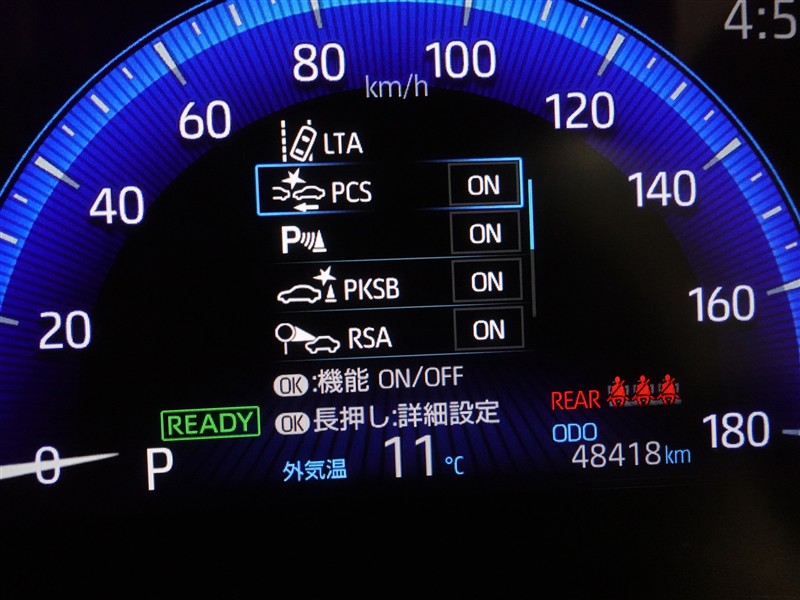 4:5
0
20
40
60
80
100
120
140
160
180
km/h
LTA
PCS ON
P ON
PKSB ON
RSA ON
OK:機能 ON/OFF
OK長押し:詳細設定
READY
REAR
ODO
48418km
P
外気温 11℃